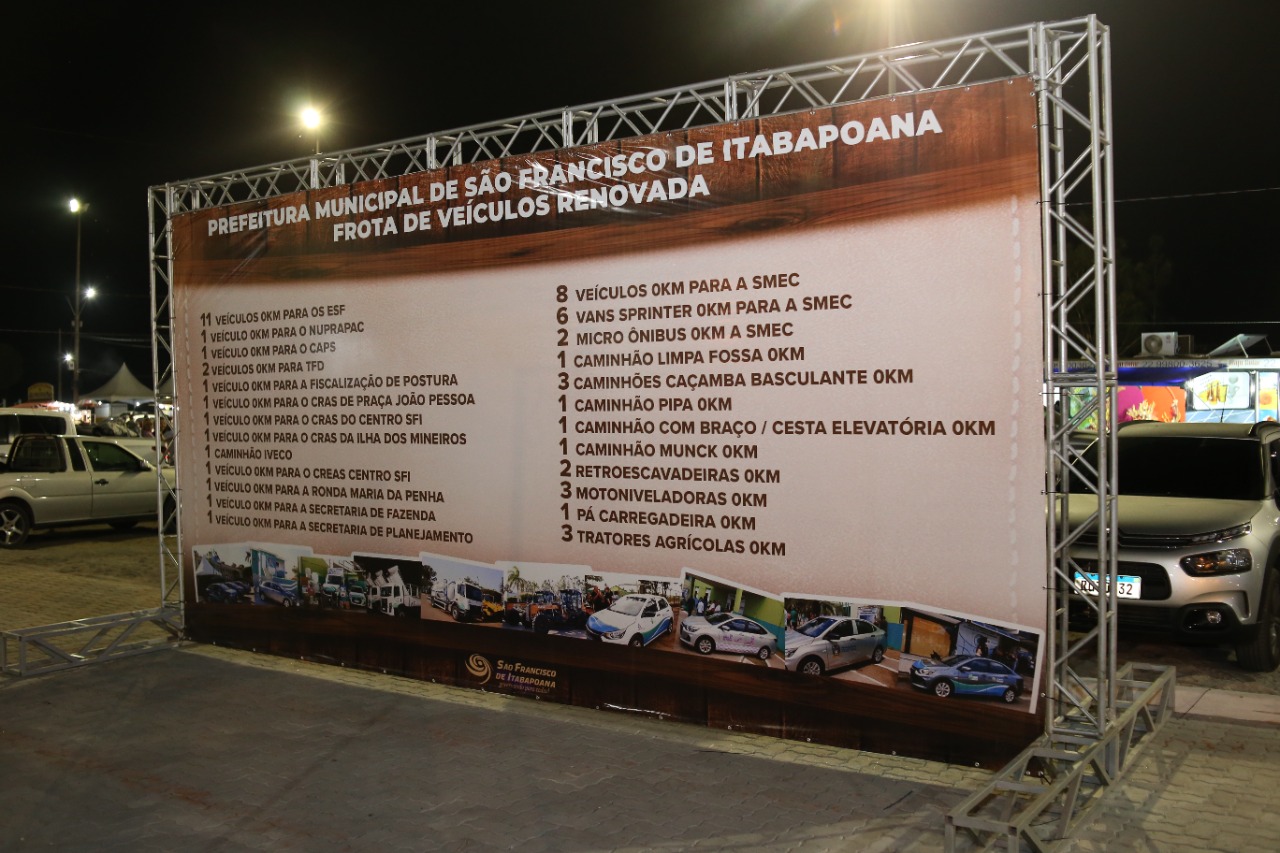 PREFEITURA MUNICIPAL DE SÃO FRANCISCO DE ITABAPOANA
FROTA DE VEÍCULOS RENOVADA
11 VEÍCULOS 0KM PARA OS ESF
1 VEÍCULO 0KM PARA O NUPRAPAC
1 VEÍCULO 0KM PARA O CAPS
2 VEÍCULOS 0KM PARA TFD
1 VEÍCULO 0KM PARA A FISCALIZAÇÃO DE POSTURA
1 VEÍCULO 0KM PARA O CRAS DE PRAÇA JOÃO PESSOA
1 VEÍCULO 0KM PARA O CRAS DO CENTRO SFI
1 VEÍCULO 0KM PARA O CRAS DA ILHA DOS MINEIROS
1 CAMINHÃO IVECO
1 VEÍCULO 0KM PARA O CREAS CENTRO SFI
1 VEÍCULO 0KM PARA A RONDA MARIA DA PENHA
1 VEÍCULO 0KM PARA A SECRETARIA DE FAZENDA
1 VEÍCULO 0KM PARA A SECRETARIA DE PLANEJAMENTO
8 VEÍCULOS 0KM PARA A SMEC
6 VANS SPRINTER 0KM PARA A SMEC
2 MICRO ÔNIBUS 0KM A SMEC
1 CAMINHÃO LIMPA FOSSA 0KM
3 CAMINHÕES CAÇAMBA BASCULANTE 0KM
1 CAMINHÃO PIPA 0KM
1 CAMINHÃO COM BRAÇO / CESTA ELEVATÓRIA 0KM
1 CAMINHÃO MUNCK 0KM
2 RETROESCAVADEIRAS 0KM
3 MOTONIVELADORAS 0KM
1 PÁ CARREGADEIRA 0KM
3 TRATORES AGRÍCOLAS 0KM
SÃO FRANCISCO
DE ITABAPOANA